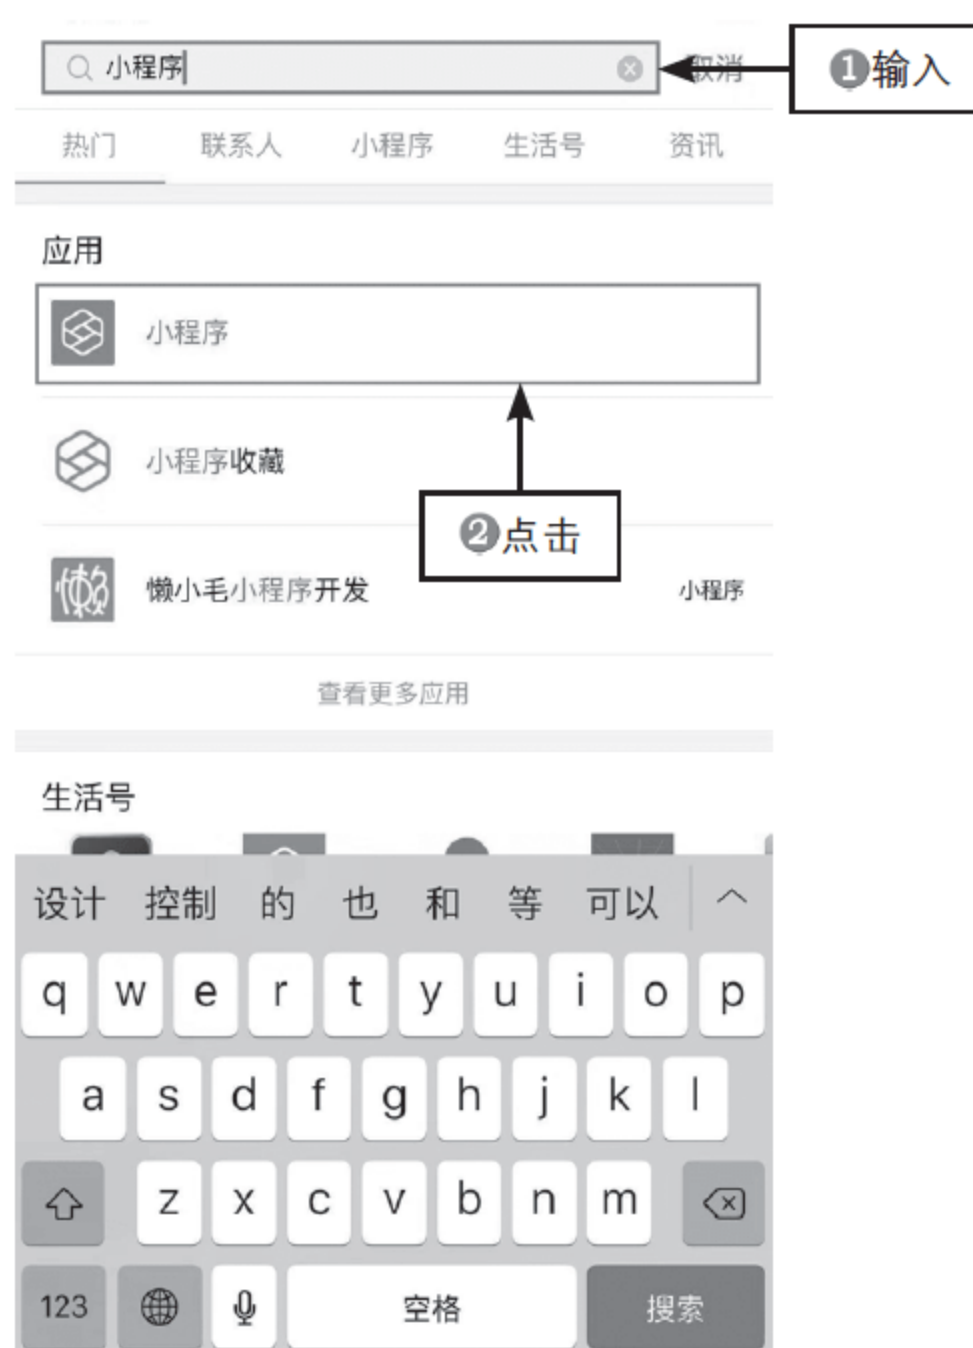 小程序 取消 ❶输入
热门 联系人 小程序 生活号 资讯
应用
小程序
小程序收藏
❷点击
懒 懒小毛小程序开发 小程序
查看更多应用
生活号
设计 控制 的 也 和 等 可以
q w e r t y u i o p
a s d f g h j k l
z x c v b n m
123 空格 搜索